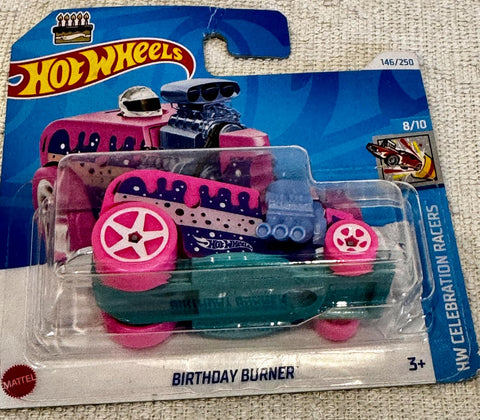 HOT WHEELS
146/250
8/10
HOT WHEELS
HW CELEBRATION RACERS
MATTEL
BIRTHDAY BURNER
3+